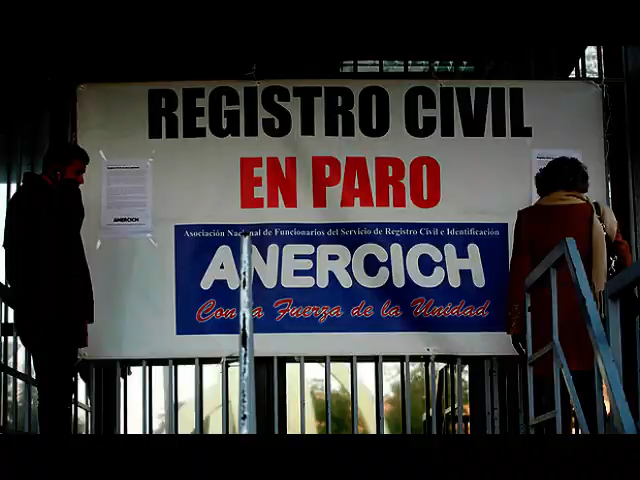 REGISTRO CIVIL
EN PARO
Asociación Nacional de Funcionarios del Servicio de Registro Civil e Identificación
ANERCICH
Con la Fuerza de la Unidad
ANERCICH